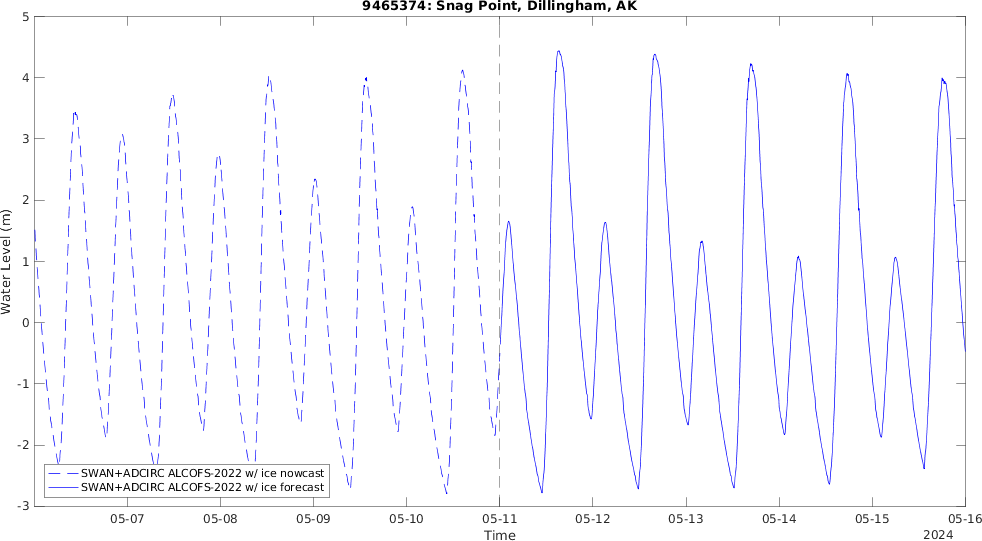 9465374: Snag Point, Dillingham, AK
5
4
3
2
1
0
-1
-2
-3
Water Level (m)
SWAN+ADCIRC ALCOFS-2022 w/ ice nowcast
SWAN+ADCIRC ALCOFS-2022 w/ ice forecast
05-07 05-08 05-09 05-10 05-11 05-12 05-13 05-14 05-15 05-16
Time
2024